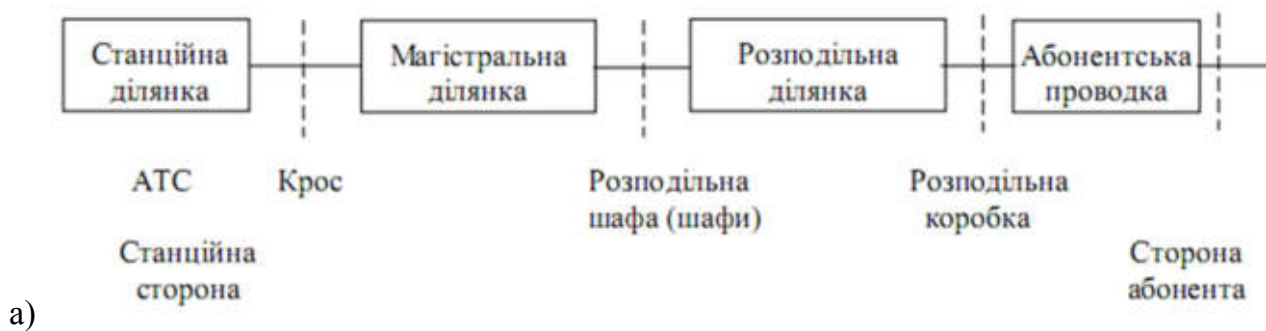 Станційна
ділянка
Магістральна
ділянка
Розподільна
ділянка
Абонентська
проводка
АТС
Крос
Розподільна
шафа (шафи)
Розподільна
коробка
Станційна
сторона
Сторона
абонента
а)